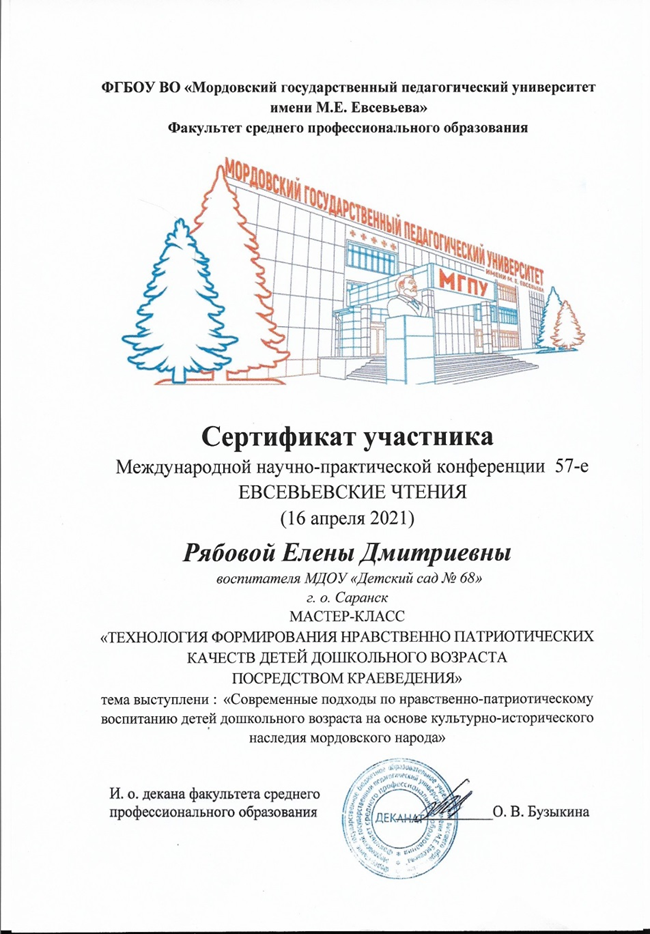 ФГБОУ ВО «Мордовский государственный педагогический университет
имени М.Е. Евсевьева»
Факультет среднего профессионального образования
МОРДОВСКИЙ ГОСУДАРСТВЕННЫЙ ПЕДАГОГИЧЕСКИЙ УНИВЕРСИТЕТ
ИМЕНИ М. Е. ЕВСЕВЬЕВА
МГПУ
Сертификат участника
Международной научно-практической конференции 57-е
ЕВСЕВЬЕВСКИЕ ЧТЕНИЯ
(16 апреля 2021)
Рябовой Елены Дмитриевны
воспитателя МДОУ «Детский сад № 68»
г. о. Саранск
МАСТЕР-КЛАСС
«ТЕХНОЛОГИЯ ФОРМИРОВАНИЯ НРАВСТВЕННО ПАТРИОТИЧЕСКИХ
КАЧЕСТВ ДЕТЕЙ ДОШКОЛЬНОГО ВОЗРАСТА
ПОСРЕДСТВОМ КРАЕВЕДЕНИЯ»
тема выступлени : «Современные подходы по нравственно-патриотическому
воспитанию детей дошкольного возраста на основе культурно-исторического
наследия мордовского народа»
И. о. декана факультета среднего
профессионального образования
О. В. Бузыкина
ДЕКАНАТ